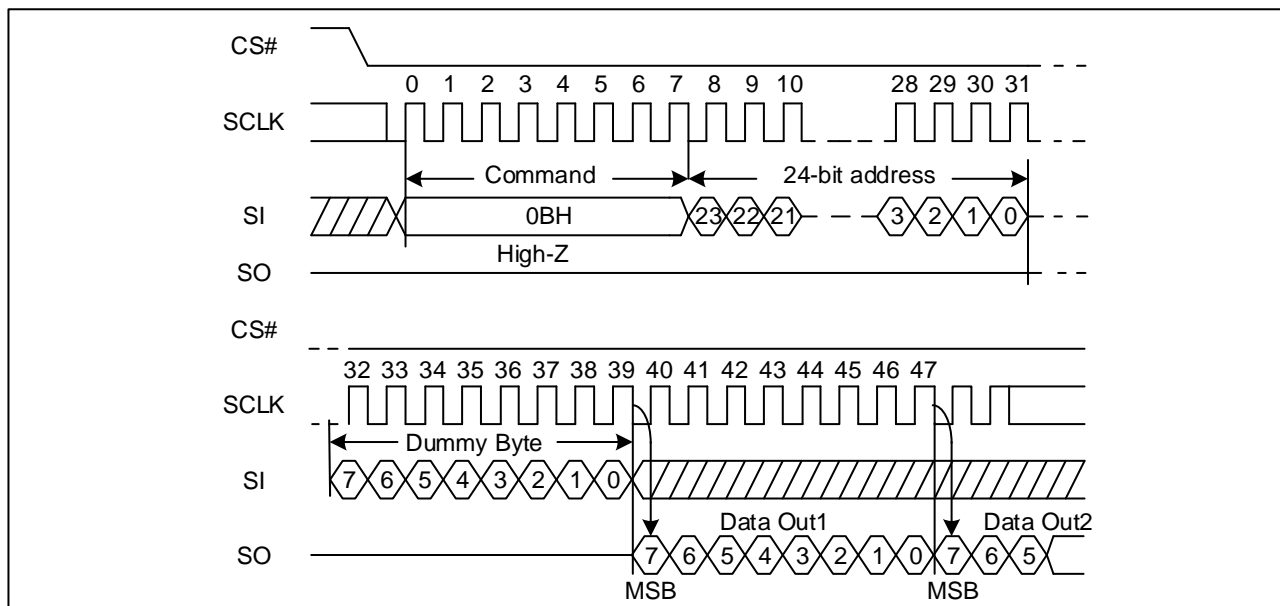 CS#
0 1 2 3 4 5 6 7 8 9 10 28 29 30 31
SCLK
Command 24-bit address
SI 0BH 23 22 21 3 2 1 0
High-Z
SO
CS#
32 33 34 35 36 37 38 39 40 41 42 43 44 45 46 47
SCLK
Dummy Byte
SI 7 6 5 4 3 2 1 0
Data Out1 Data Out2
SO 7 6 5 4 3 2 1 0 7 6 5
MSB MSB